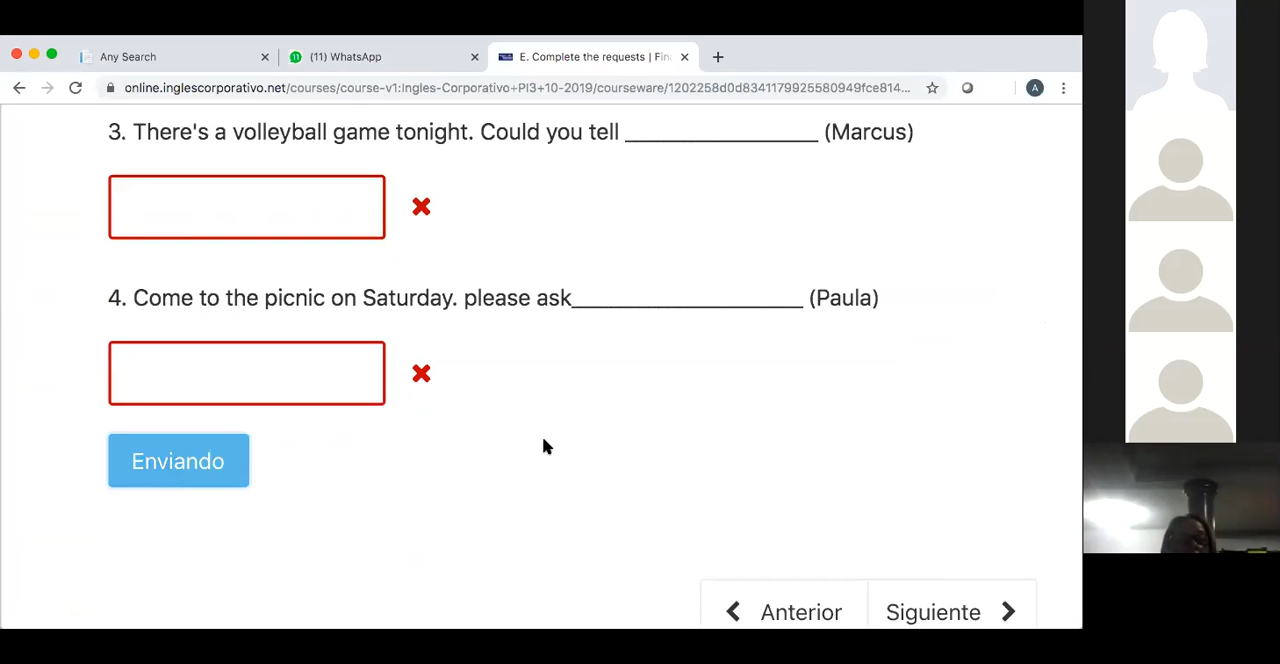 Any Search
(11) WhatsApp
E. Complete the requests | Fin
online.inglescorporativo.net/courses/course-v1:Ingles-Corporativo+PI3+10-2019/courseware/1202258d0d8341179925580949fce814...
A
3. There's a volleyball game tonight. Could you tell ________________ (Marcus)
4. Come to the picnic on Saturday. please ask___________________ (Paula)
Enviando
Anterior
Siguiente